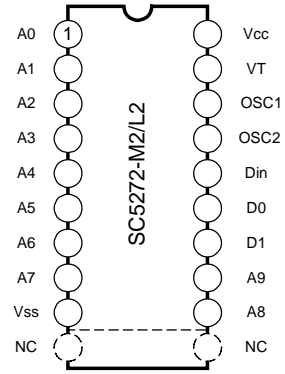 A0 1 Vcc
A1 VT
A2 OSC1
A3 OSC2
A4 Din
A5 D0
A6 D1
A7 A9
Vss A8
NC NC
SC5272-M2/L2